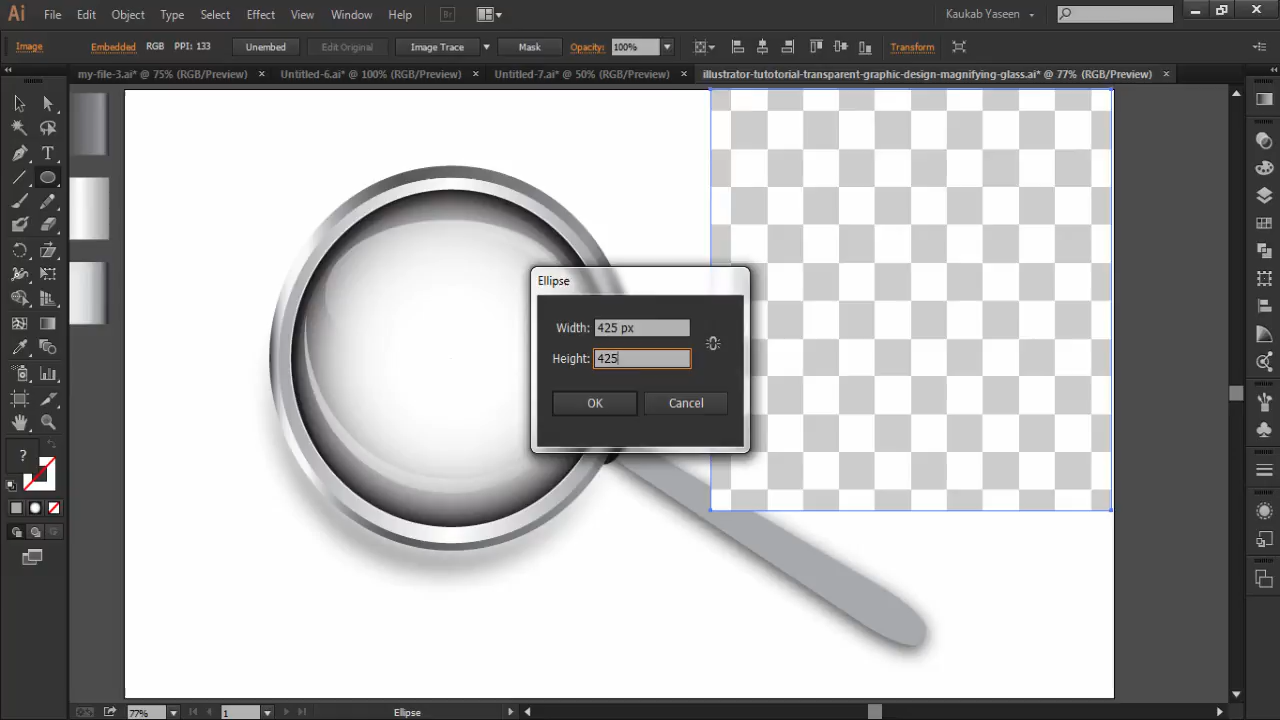 Ai File Edit Object Type Select Effect View Window Help Br Kaukab Yaseen
Image Embedded RGB PPI: 133 Unembed Edit Original Image Trace Mask Opacity: 100% Transform
my-file-3.ai* @ 75% (RGB/Preview) × Untitled-6.ai* @ 100% (RGB/Preview) × Untitled-7.ai* @ 50% (RGB/Preview) × illustrator-tutotorial-transparent-graphic-design-magnifying-glass.ai* @ 77% (RGB/Preview) ×
T
Ellipse
Width: 425 px
Height: 425
OK Cancel
?
77% 1 Ellipse